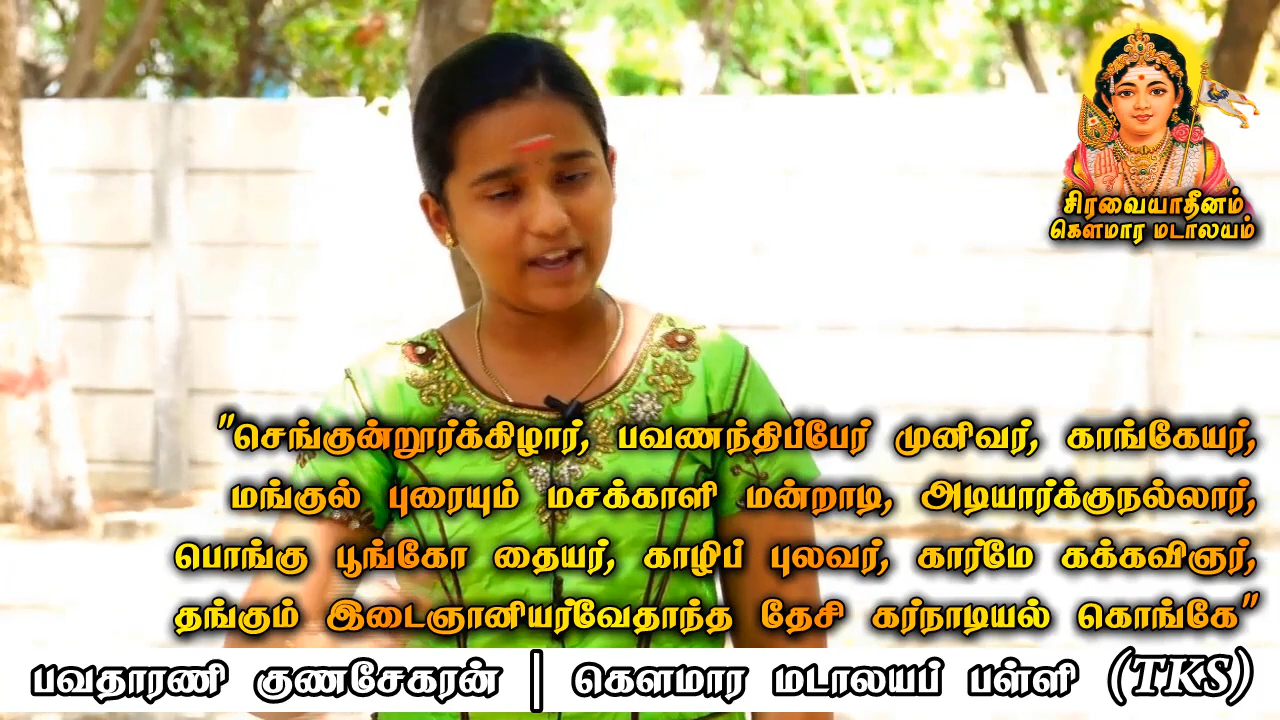 சிரவையாதீனம்
கௌமார மடாலயம்
"செங்குன்றூர்க்கிழார், பவணந்திப்பேர் முனிவர், காங்கேயர்,
மங்குல் புரையும் மசக்காளி மன்றாடி, அடியார்க்குநல்லார்,
பொங்கு பூங்கோ தையர், காழிப் புலவர், கார்மே கக்கவிஞர்,
தங்கும் இடைஞானியர்வேதாந்த தேசி கர்நாடியல் கொங்கே"
பவதாரணி குணசேகரன் | கௌமார மடாலயப் பள்ளி (TKS)